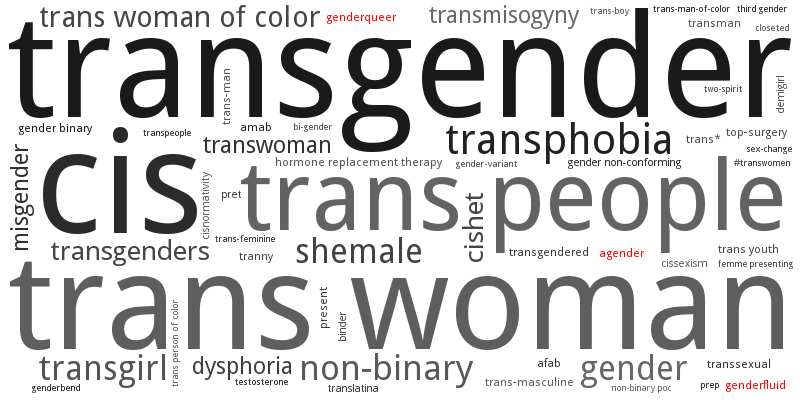 trans woman of color
genderqueer
transmisogyny
trans-boy
trans-man-of-color
third gender
transman
closeted
transgender
trans-man
two-spirit
demigirl
gender binary
transpeople
amab
bi-gender
transwoman
transphobia
trans*
top-surgery
sex-change
misgender
cis
hormone replacement therapy
gender-variant
gender non-conforming
#transwomen
cisnormativity
pret
trans people
cishet
transgenders
trans-feminine
tranny
shemale
transgendered
agender
trans youth
cissexism
femme presenting
trans woman
trans person of color
present
binder
transgirl
dysphoria
non-binary
afab
gender
transsexual
genderbend
testosterone
translatina
trans-masculine
non-binary poc
prep
genderfluid